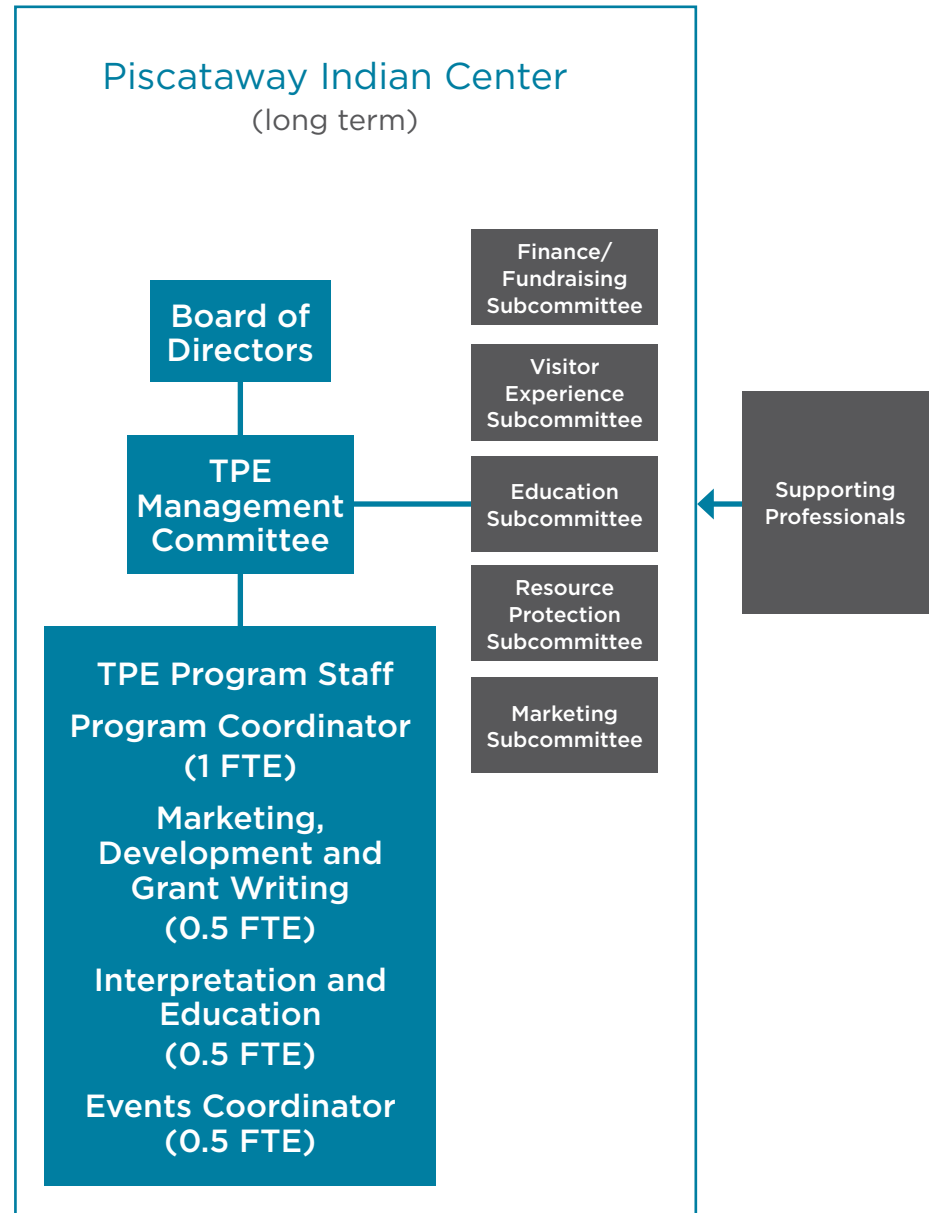 Piscataway Indian Center
(long term)
Board of
Directors
TPE
Management
Committee
TPE Program Staff
Program Coordinator
(1 FTE)
Marketing,
Development and
Grant Writing
(0.5 FTE)
Interpretation and
Education
(0.5 FTE)
Events Coordinator
(0.5 FTE)
Finance/
Fundraising
Subcommittee
Visitor
Experience
Subcommittee
Education
Subcommittee
Resource
Protection
Subcommittee
Marketing
Subcommittee
Supporting
Professionals